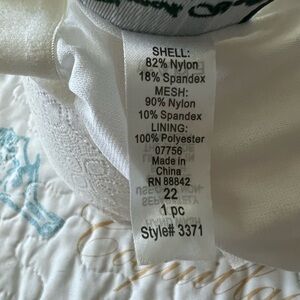 SHELL:
82% Nylon
18% Spandex
MESH:
90% Nylon
10% Spandex
LINING:
100% Polyester
07756
Made in
China
RN 88842
22
1 pc
Style# 3371